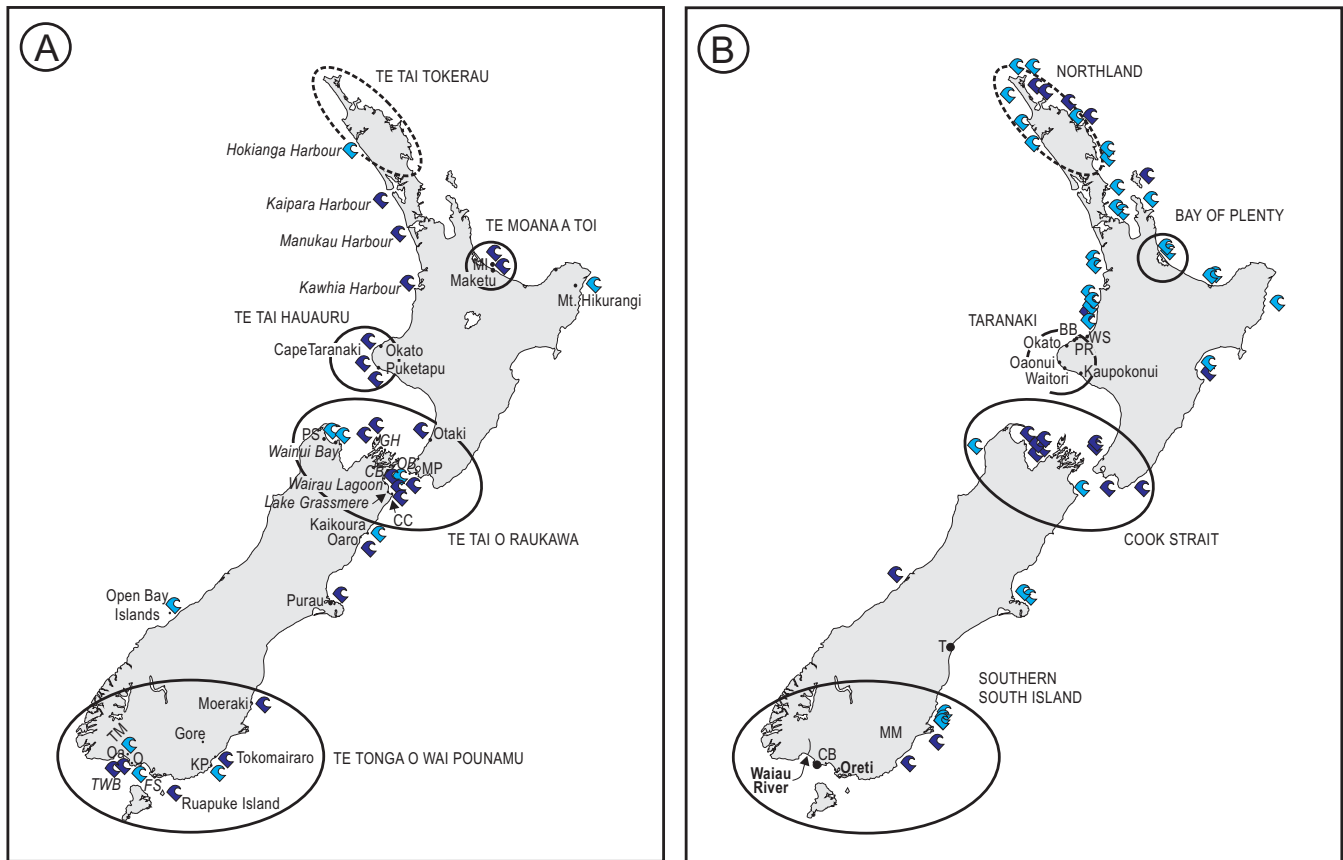 A
TE TAI TOKERAU
Hokianga Harbour
Kaipara Harbour
TE MOANA A TOI
Manukau Harbour
MI
Maketu
Kawhia Harbour
Mt. Hikurangi
TE TAI HAUAURU
CapeTaranaki
Okato
Puketapu
PS
GH
Otaki
Wainui Bay
CB
OB
MP
Wairau Lagoon
Lake Grassmere
CC
Kaikoura
TE TAI O RAUKAWA
Oaro
Open Bay
Islands
Purau
Moeraki
TM
Gore
Oa
O
KP
Tokomairaro
TE TONGA O WAI POUNAMU
TWB
FS
Ruapuke Island
B
NORTHLAND
BAY OF PLENTY
TARANAKI
BB
WS
Okato
PR
Oaonui
Waitori
Kaupokonui
COOK STRAIT
T
SOUTHERN
SOUTH ISLAND
MM
CB
Oreti
Waiau
River